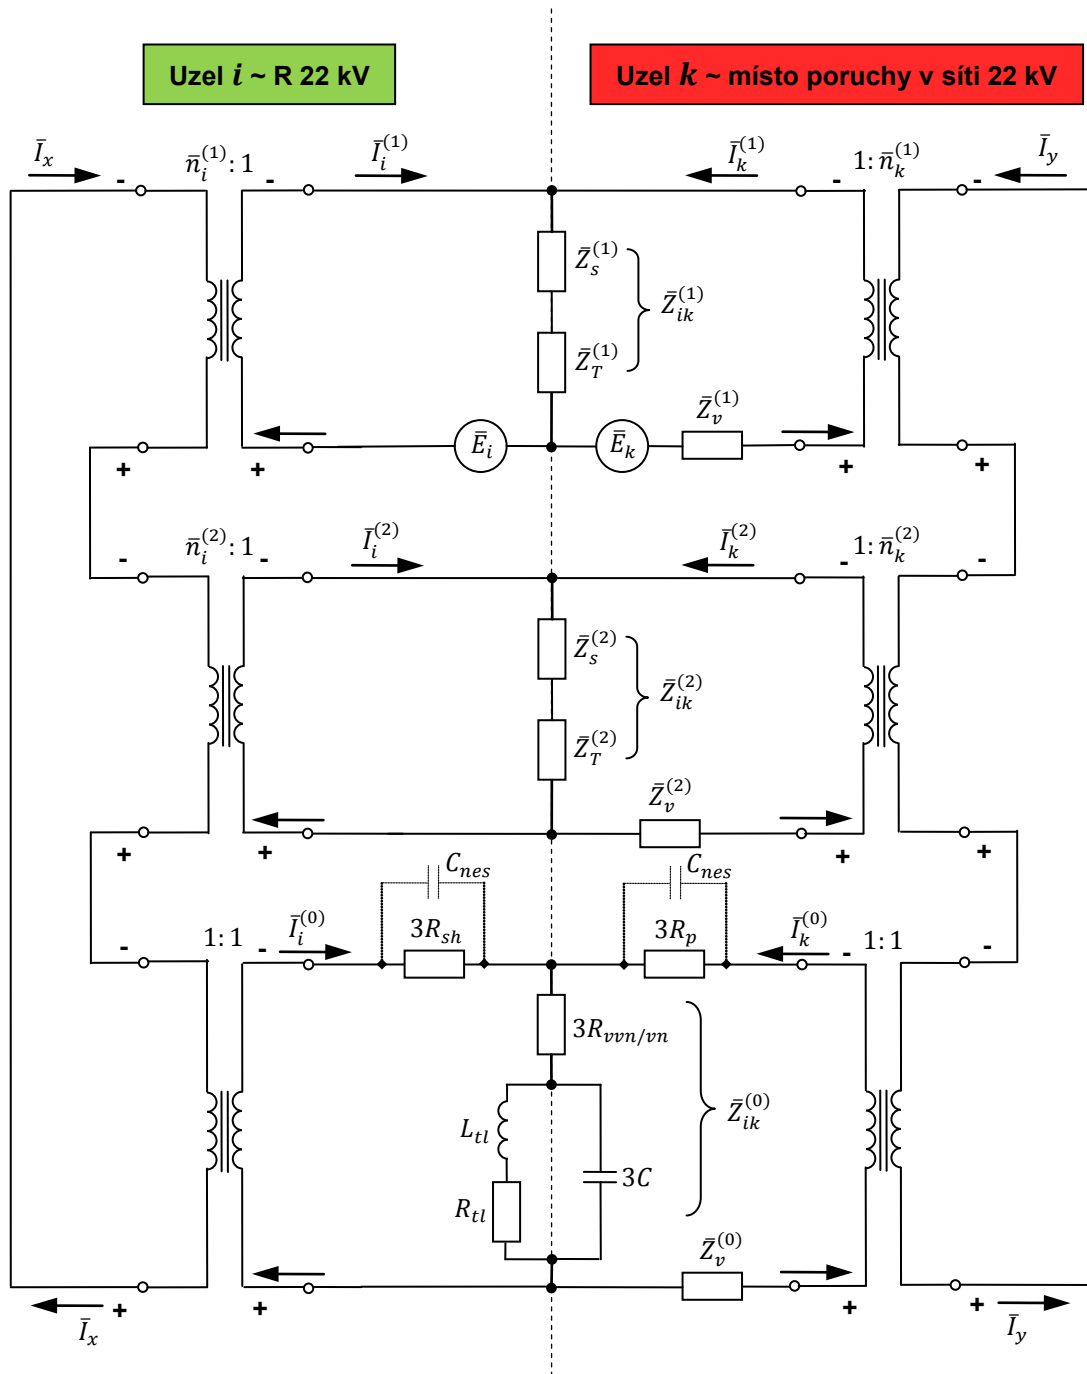 Uzel i ~ R 22 kV
Uzel k ~ místo poruchy v síti 22 kV
Ī_x
n̄_i^(1) : 1
Ī_i^(1)
Ī_k^(1)
1 : n̄_k^(1)
Ī_y
- - - -
Z̄_s^(1)
Z̄_ik^(1)
Z̄_T^(1)
Z̄_v^(1)
Ē_i
Ē_k
+ + + +
n̄_i^(2) : 1
Ī_i^(2)
Ī_k^(2)
1 : n̄_k^(2)
- - - -
Z̄_s^(2)
Z̄_ik^(2)
Z̄_T^(2)
Z̄_v^(2)
+ + + +
C_nes
C_nes
1 : 1
Ī_i^(0)
3R_sh
3R_p
Ī_k^(0)
1 : 1
- - - -
3R_vvn/vn
Z̄_ik^(0)
L_tl
3C
R_tl
Z̄_v^(0)
+ + + +
Ī_x
Ī_y